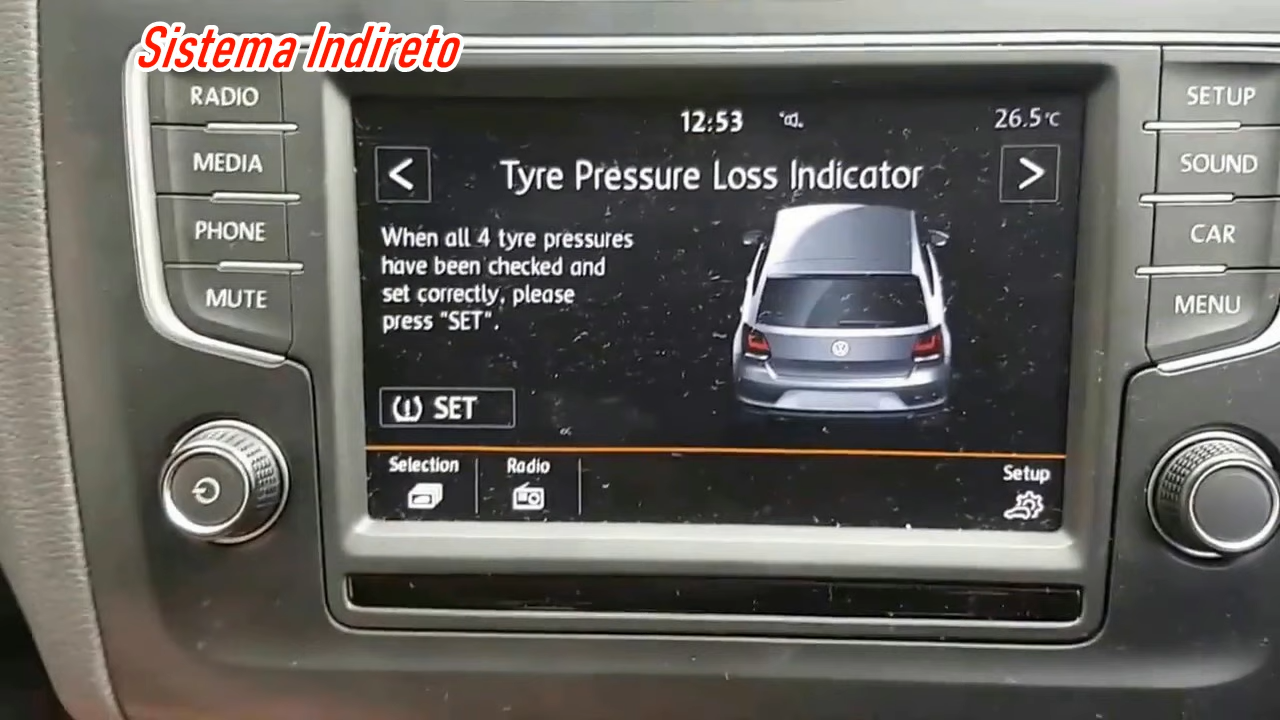 Sistema Indireto
RADIO
MEDIA
PHONE
MUTE
12:53
26.5°C
< Tyre Pressure Loss Indicator >
When all 4 tyre pressures
have been checked and
set correctly, please
press "SET".
SET
Selection
Radio
Setup
SETUP
SOUND
CAR
MENU